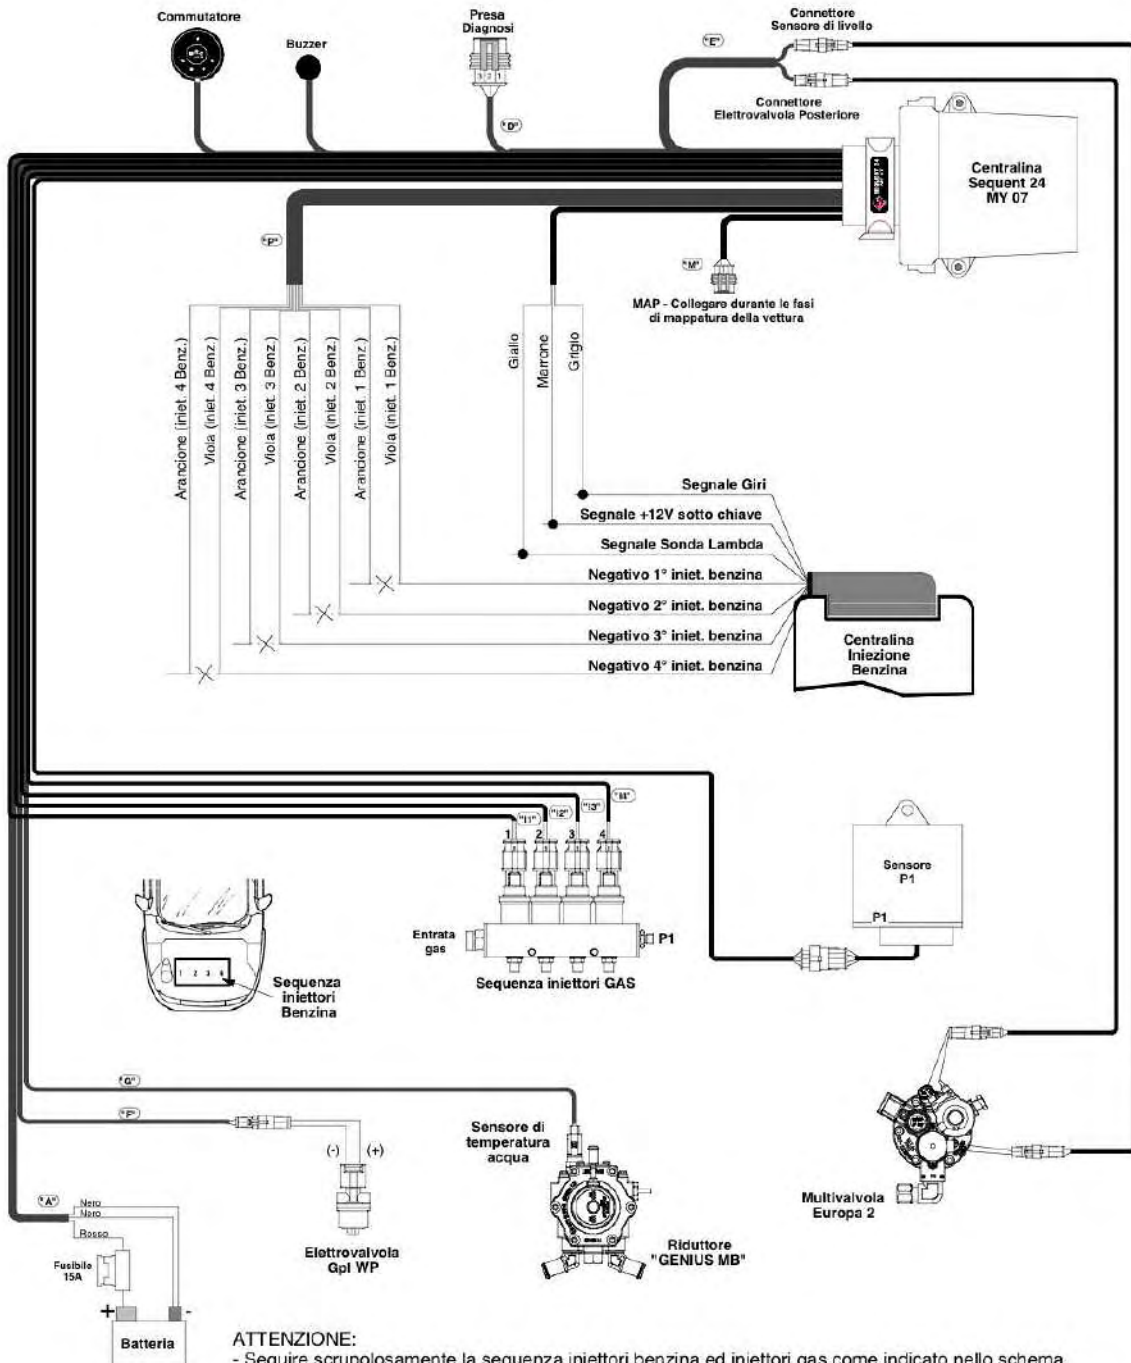 Commutatore
Buzzer
Presa
Diagnosi
3 2 1
"D"
"E"
Connettore
Sensore di livello
Connettore
Elettrovalvola Posteriore
Centralina
Sequent 24
MY 07
"P"
"M"
MAP - Collegare durante le fasi
di mappatura della vettura
Arancione (iniet. 4 Benz.)
Viola (iniet. 4 Benz.)
Arancione (iniet. 3 Benz.)
Viola (iniet. 3 Benz.)
Arancione (iniet. 2 Benz.)
Viola (iniet. 2 Benz.)
Arancione (iniet. 1 Benz.)
Viola (iniet. 1 Benz.)
Giallo
Marrone
Grigio
Segnale Giri
Segnale +12V sotto chiave
Segnale Sonda Lambda
Negativo 1° iniet. benzina
Negativo 2° iniet. benzina
Negativo 3° iniet. benzina
Negativo 4° iniet. benzina
Centralina
Iniezione
Benzina
"I1"
"I2"
"I3"
"I4"
1 2 3 4
Entrata
gas
P1
Sequenza iniettori GAS
Sensore
P1
P1
1 2 3 4
Sequenza
iniettori
Benzina
"G"
"F"
(-) (+)
Elettrovalvola
Gpl WP
Sensore di
temperatura
acqua
Riduttore
"GENIUS MB"
Multivalvola
Europa 2
"A"
Nero
Nero
Rosso
Fusibile
15A
+ -
Batteria
ATTENZIONE:
- Seguire scrupolosamente la sequenza iniettori benzina ed iniettori gas come indicato nello schema.